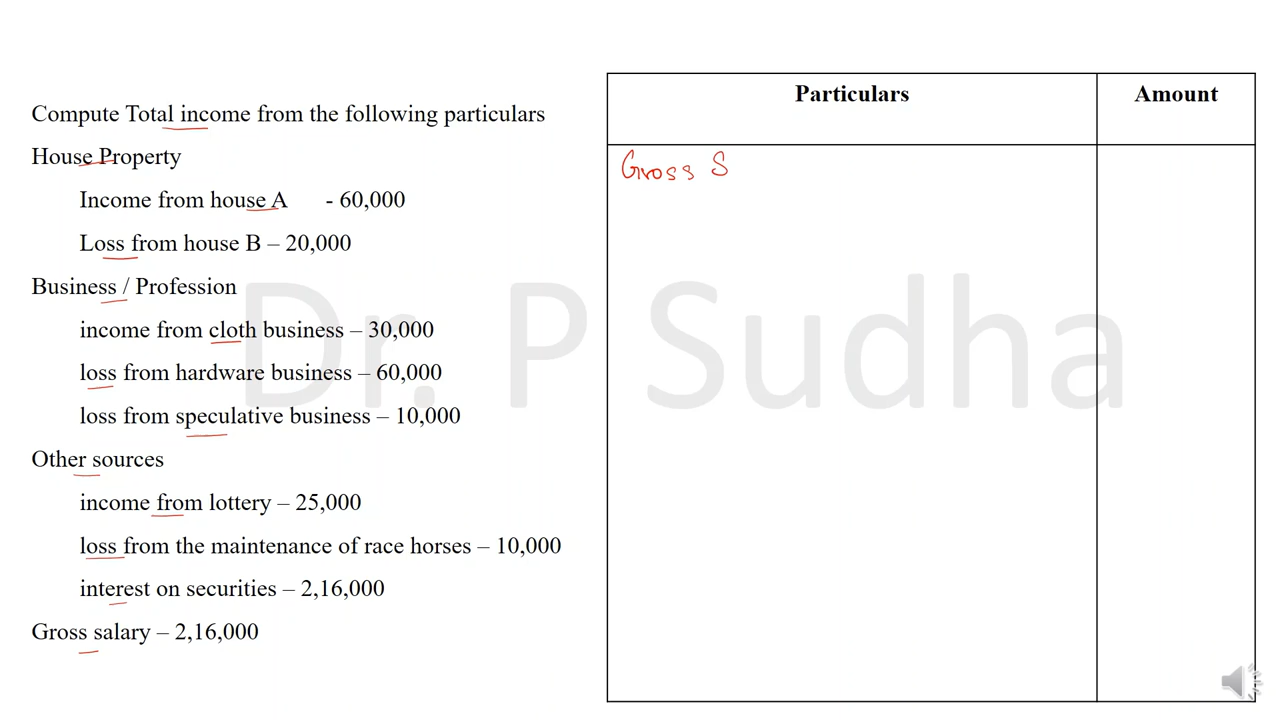 Compute Total income from the following particulars
House Property
Income from house A - 60,000
Loss from house B – 20,000
Business / Profession
income from cloth business – 30,000
loss from hardware business – 60,000
loss from speculative business – 10,000
Other sources
income from lottery – 25,000
loss from the maintenance of race horses – 10,000
interest on securities – 2,16,000
Gross salary – 2,16,000
Particulars Amount
Gross S
Dr. P Sudha